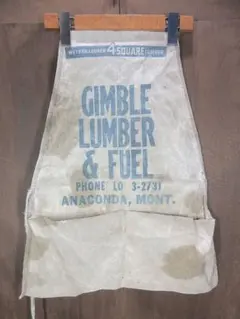 4 SQUARE
GIMBLE
LUMBER
& FUEL
PHONE LO 3-2731
ANACONDA, MONT.